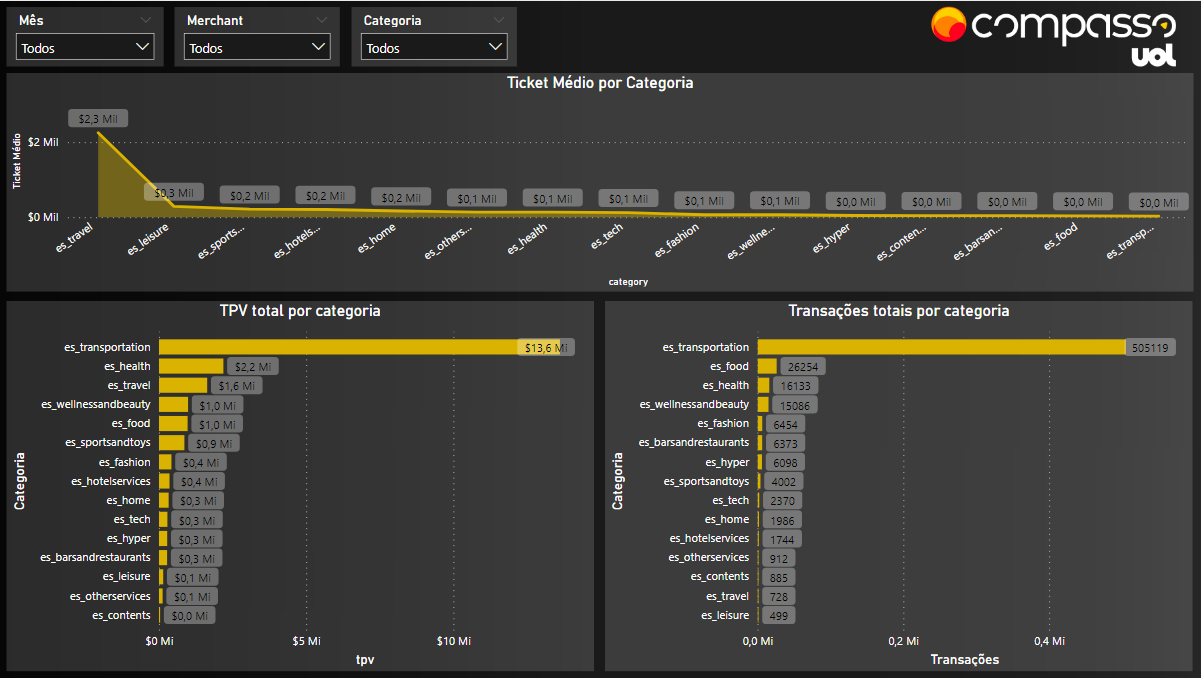 Mês
Merchant
Categoria
Todos
Todos
Todos
compasso
uol
Ticket Médio por Categoria
Ticket Médio
$2 Mil
$0 Mil
$2,3 Mil
$0,3 Mil
$0,2 Mil
$0,2 Mil
$0,2 Mil
$0,1 Mil
$0,1 Mil
$0,1 Mil
$0,1 Mil
$0,1 Mil
$0,0 Mil
$0,0 Mil
$0,0 Mil
$0,0 Mil
$0,0 Mil
es_travel
es_leisure
es_sports...
es_hotels...
es_home
es_others...
es_health
es_tech
es_fashion
es_wellne...
es_hyper
es_conten...
es_barsan...
es_food
es_transp...
category
TPV total por categoria
Categoria
es_transportation $13,6 Mi
es_health $2,2 Mi
es_travel $1,6 Mi
es_wellnessandbeauty $1,0 Mi
es_food $1,0 Mi
es_sportsandtoys $0,9 Mi
es_fashion $0,4 Mi
es_hotelservices $0,4 Mi
es_home $0,3 Mi
es_tech $0,3 Mi
es_hyper $0,3 Mi
es_barsandrestaurants $0,3 Mi
es_leisure $0,1 Mi
es_otherservices $0,1 Mi
es_contents $0,0 Mi
$0 Mi $5 Mi $10 Mi
tpv
Transações totais por categoria
Categoria
es_transportation 505119
es_food 26254
es_health 16133
es_wellnessandbeauty 15086
es_fashion 6454
es_barsandrestaurants 6373
es_hyper 6098
es_sportsandtoys 4002
es_tech 2370
es_home 1986
es_hotelservices 1744
es_otherservices 912
es_contents 885
es_travel 728
es_leisure 499
0,0 Mi 0,2 Mi 0,4 Mi
Transações